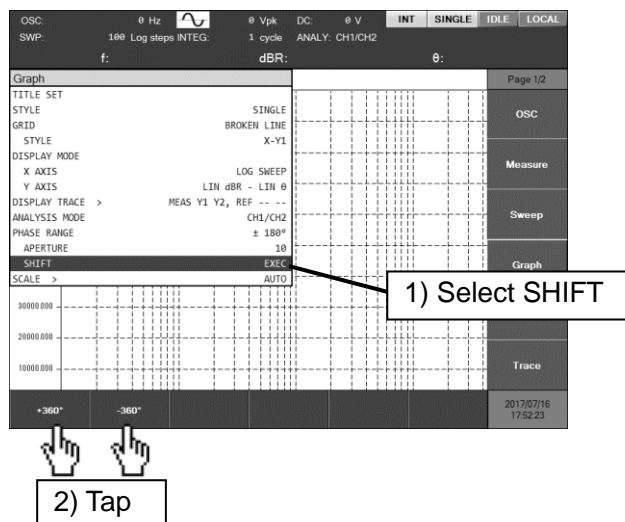 OSC: 0 Hz 0 Vpk DC: 0 V INT SINGLE IDLE LOCAL
SWP: 100 Log steps INTEG: 1 cycle ANALY: CH1/CH2
f: dBR: θ:
Graph
TITLE SET
STYLE SINGLE
GRID BROKEN LINE
STYLE X-Y1
DISPLAY MODE
X AXIS LOG SWEEP
Y AXIS LIN dBR - LIN θ
DISPLAY TRACE > MEAS Y1 Y2, REF -- --
ANALYSIS MODE CH1/CH2
PHASE RANGE ± 180°
APERTURE 10
SHIFT EXEC
SCALE > AUTO
30000.000
20000.000
10000.000
Page 1/2
OSC
Measure
Sweep
Graph
Trace
1) Select SHIFT
+360° -360°
2017/07/16
17:52:23
2) Tap